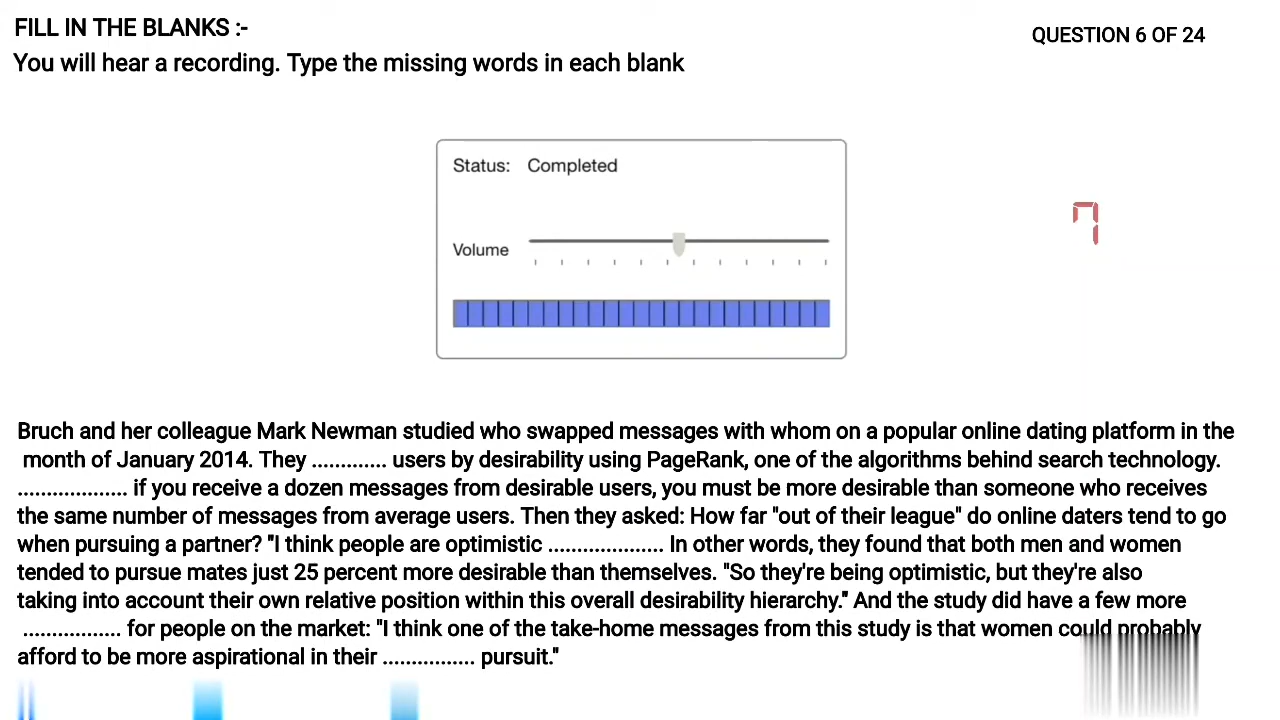 FILL IN THE BLANKS :-
QUESTION 6 OF 24
You will hear a recording. Type the missing words in each blank
Status: Completed
7
Volume
Bruch and her colleague Mark Newman studied who swapped messages with whom on a popular online dating platform in the
month of January 2014. They ............. users by desirability using PageRank, one of the algorithms behind search technology.
................... if you receive a dozen messages from desirable users, you must be more desirable than someone who receives
the same number of messages from average users. Then they asked: How far "out of their league" do online daters tend to go
when pursuing a partner? "I think people are optimistic .................... In other words, they found that both men and women
tended to pursue mates just 25 percent more desirable than themselves. "So they're being optimistic, but they're also
taking into account their own relative position within this overall desirability hierarchy." And the study did have a few more
................. for people on the market: "I think one of the take-home messages from this study is that women could probably
afford to be more aspirational in their ................ pursuit."